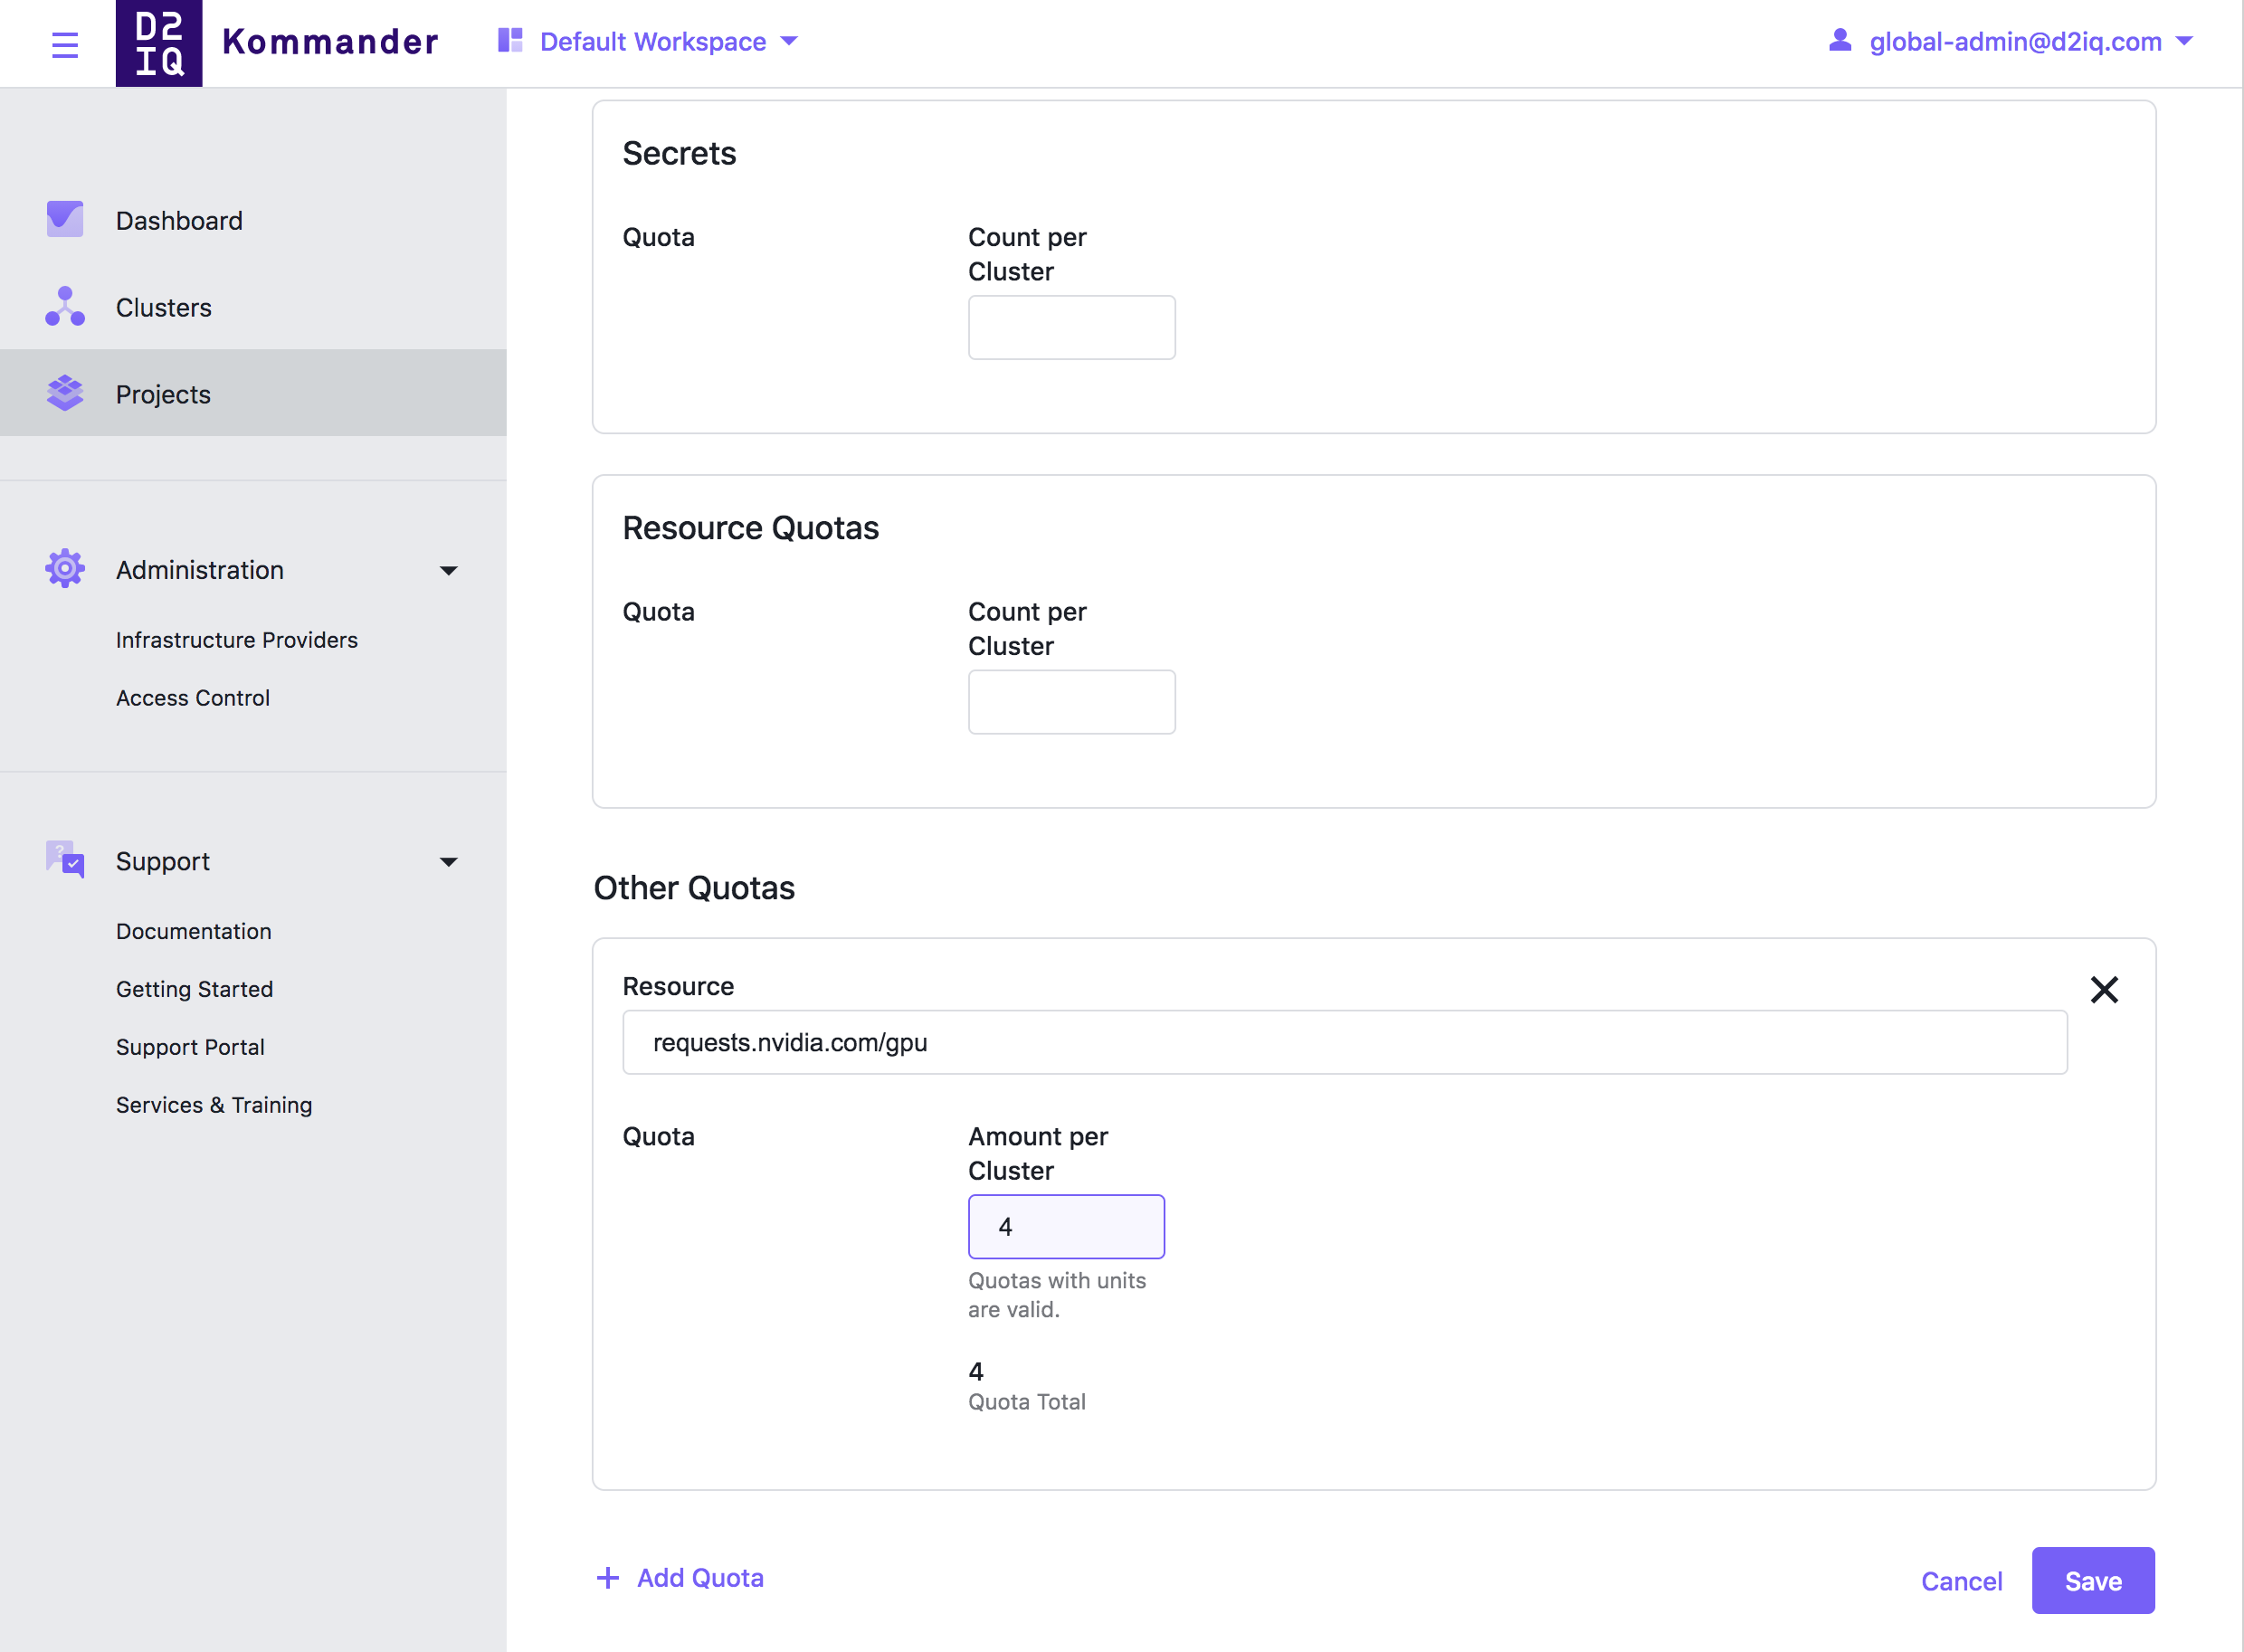 D2
IQ
Kommander
Default Workspace
global-admin@d2iq.com
Dashboard
Clusters
Projects
Administration
Infrastructure Providers
Access Control
?
Support
Documentation
Getting Started
Support Portal
Services & Training
Secrets
Quota
Count per
Cluster
Resource Quotas
Quota
Count per
Cluster
Other Quotas
Resource
requests.nvidia.com/gpu
Quota
Amount per
Cluster
4
Quotas with units
are valid.
4
Quota Total
+ Add Quota
Cancel
Save